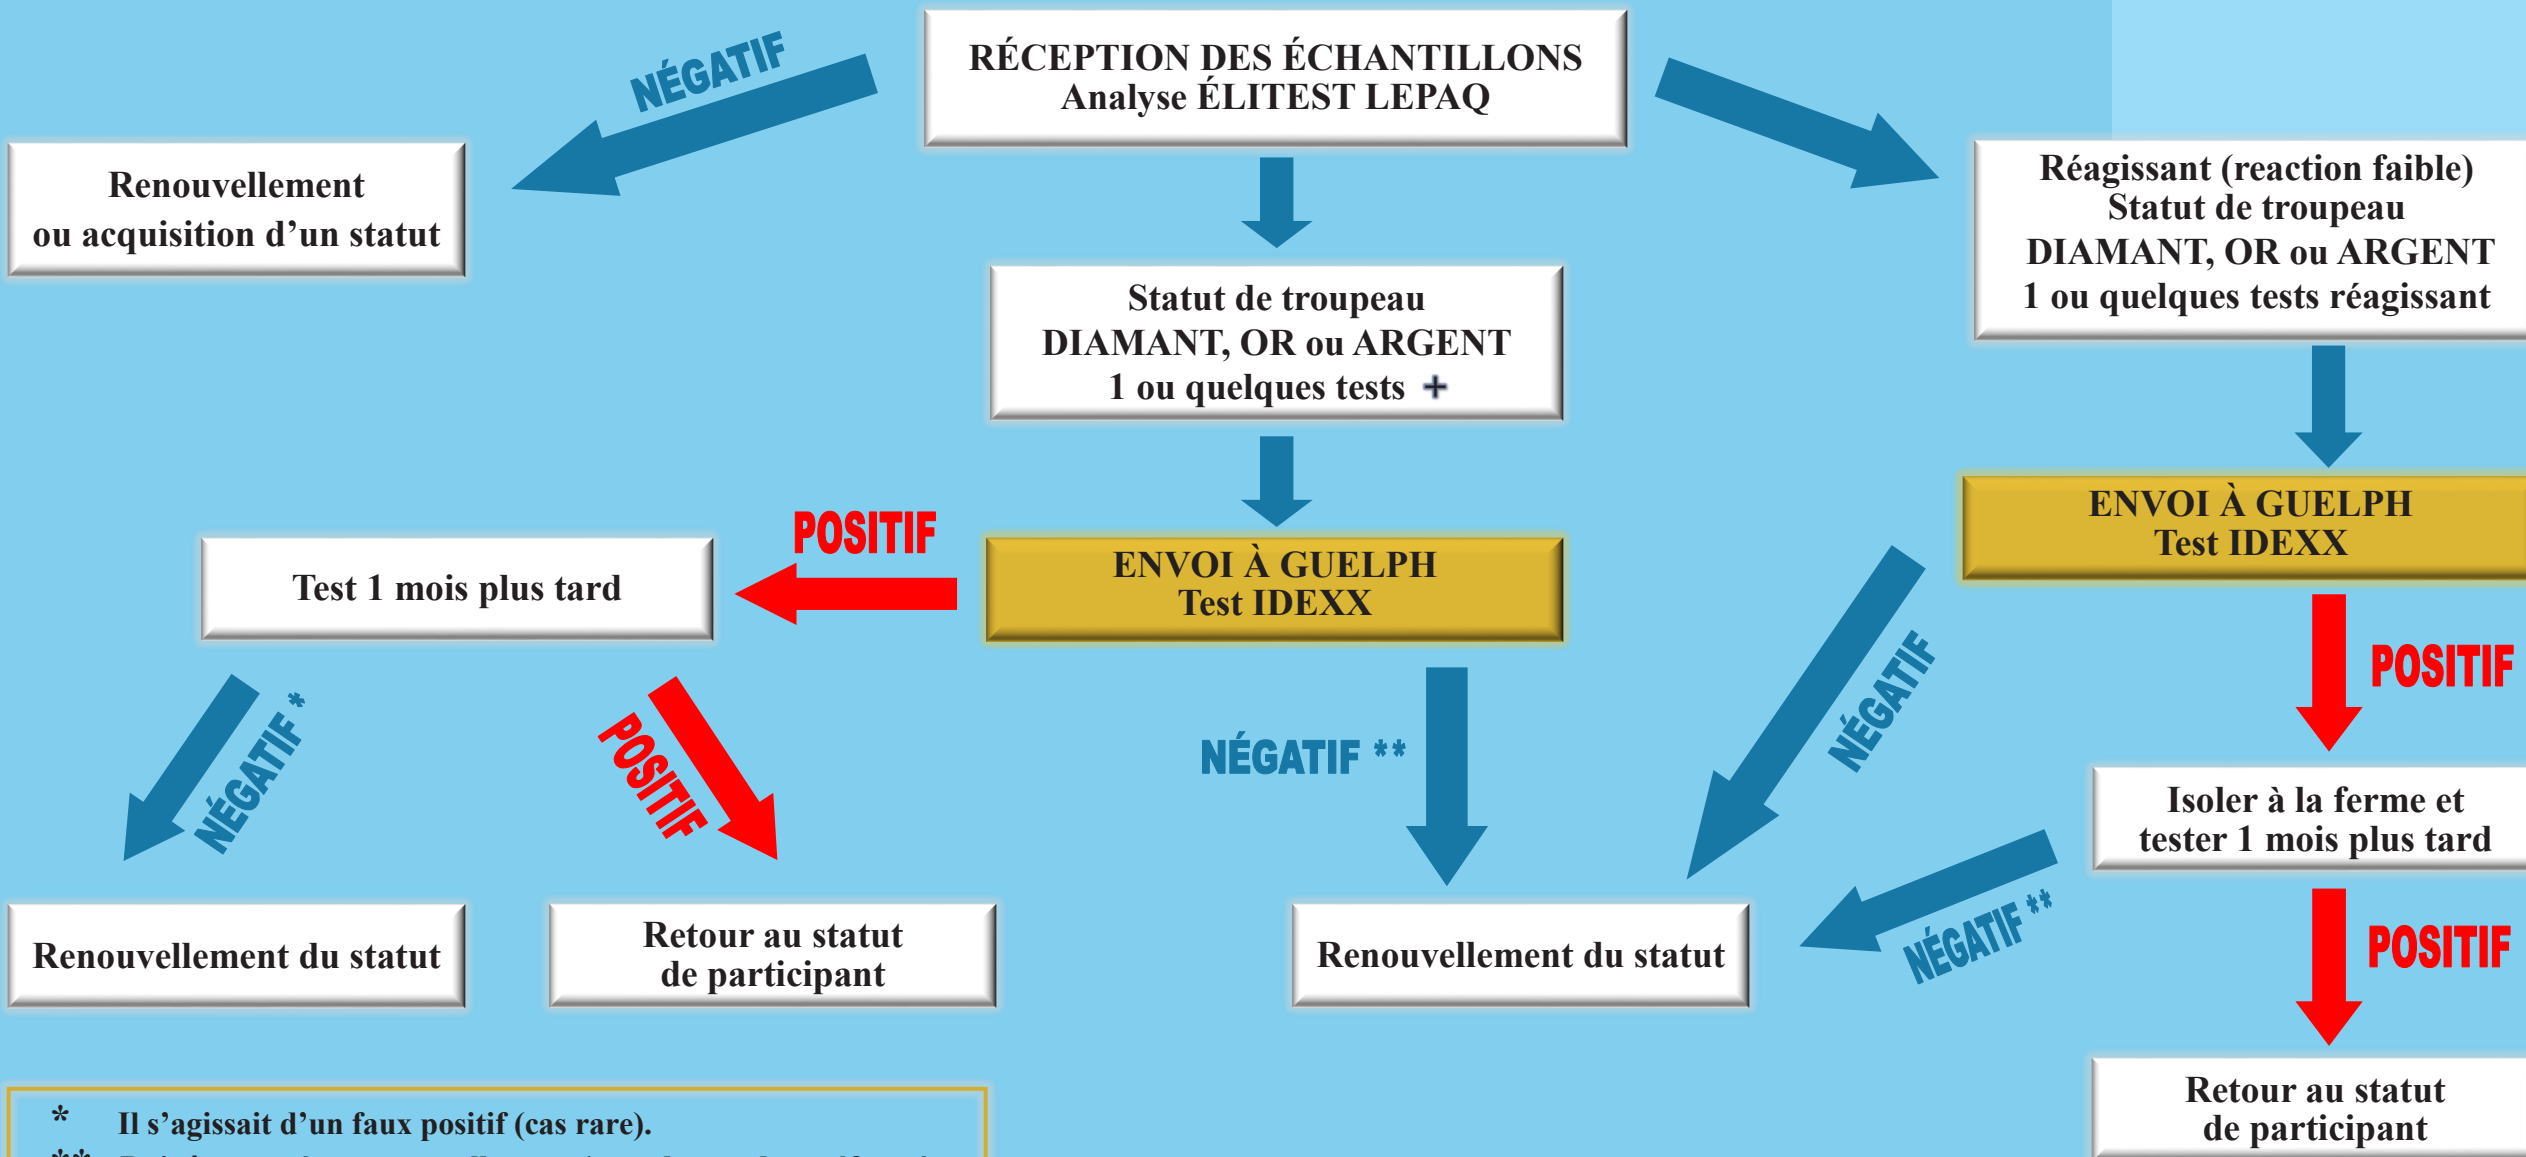 RÉCEPTION DES ÉCHANTILLONS
Analyse ÉLITEST LEPAQ
NÉGATIF
Renouvellement
ou acquisition d’un statut
Statut de troupeau
DIAMANT, OR ou ARGENT
1 ou quelques tests +
Réagissant (reaction faible)
Statut de troupeau
DIAMANT, OR ou ARGENT
1 ou quelques tests réagissant
ENVOI À GUELPH
Test IDEXX
POSITIF
Test 1 mois plus tard
ENVOI À GUELPH
Test IDEXX
NÉGATIF *
POSITIF
NÉGATIF **
NÉGATIF
POSITIF
Isoler à la ferme et
tester 1 mois plus tard
NÉGATIF **
POSITIF
Renouvellement du statut
Retour au statut
de participant
Renouvellement du statut
Retour au statut
de participant
* Il s’agissait d’un faux positif (cas rare).
**